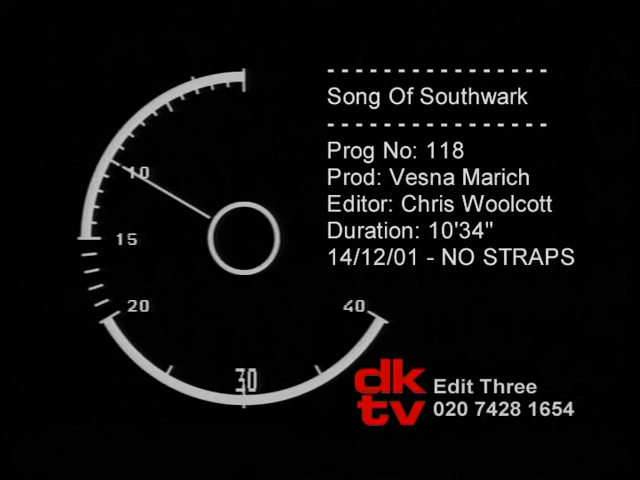 - - - - - - - - - - - - - - - -
Song Of Southwark
- - - - - - - - - - - - - - - -
Prog No: 118
Prod: Vesna Marich
Editor: Chris Woolcott
Duration: 10'34"
14/12/01 - NO STRAPS
10
15
20
30
40
dk
tv
Edit Three
020 7428 1654